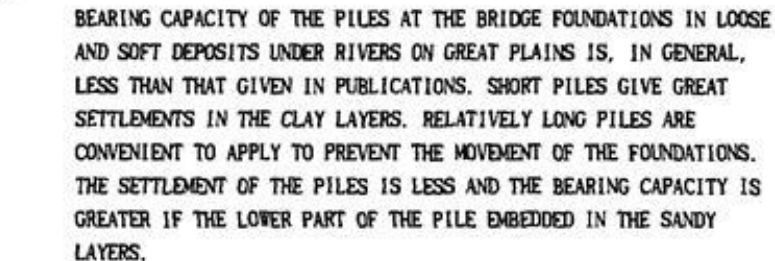 BEARING CAPACITY OF THE PILES AT THE BRIDGE FOUNDATIONS IN LOOSE
AND SOFT DEPOSITS UNDER RIVERS ON GREAT PLAINS IS, IN GENERAL,
LESS THAN THAT GIVEN IN PUBLICATIONS. SHORT PILES GIVE GREAT
SETTLEMENTS IN THE CLAY LAYERS. RELATIVELY LONG PILES ARE
CONVENIENT TO APPLY TO PREVENT THE MOVEMENT OF THE FOUNDATIONS.
THE SETTLEMENT OF THE PILES IS LESS AND THE BEARING CAPACITY IS
GREATER IF THE LOWER PART OF THE PILE EMBEDDED IN THE SANDY
LAYERS.